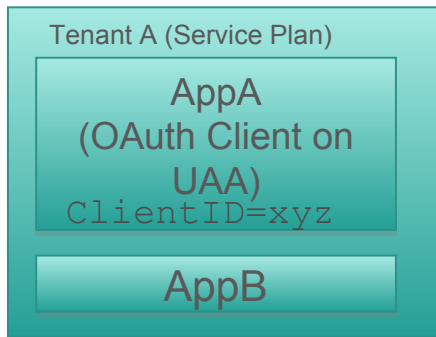 Tenant A (Service Plan)
AppA
(OAuth Client on
UAA)
ClientID=xyz
AppB